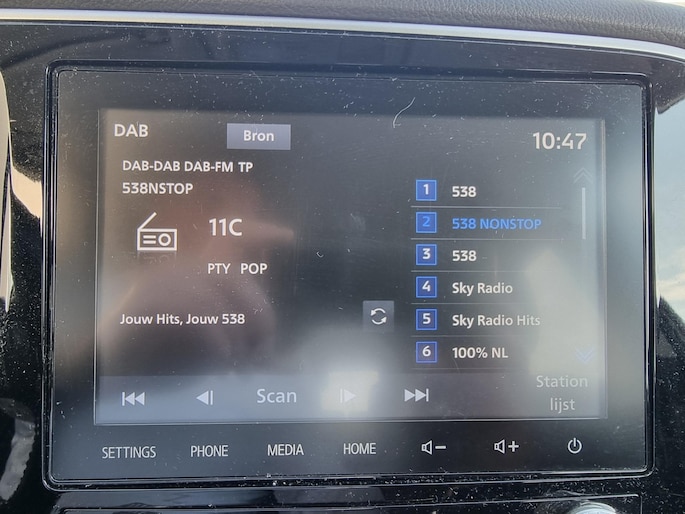 DAB
Bron
10:47
DAB-DAB DAB-FM TP
538NSTOP
11C
PTY POP
Jouw Hits, Jouw 538
1 538
2 538 NONSTOP
3 538
4 Sky Radio
5 Sky Radio Hits
6 100% NL
Scan
Station
lijst
SETTINGS
PHONE
MEDIA
HOME